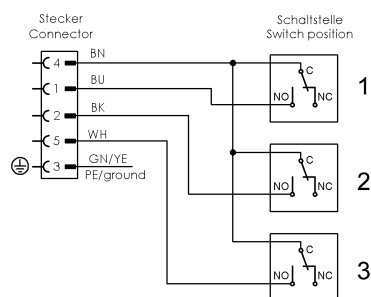 Stecker
Connector
Schaltstelle
Switch position
4 BN
1 BU
2 BK
5 WH
3 GN/YE
PE/ground
C
NO NC
1
C
NO NC
2
C
NO NC
3